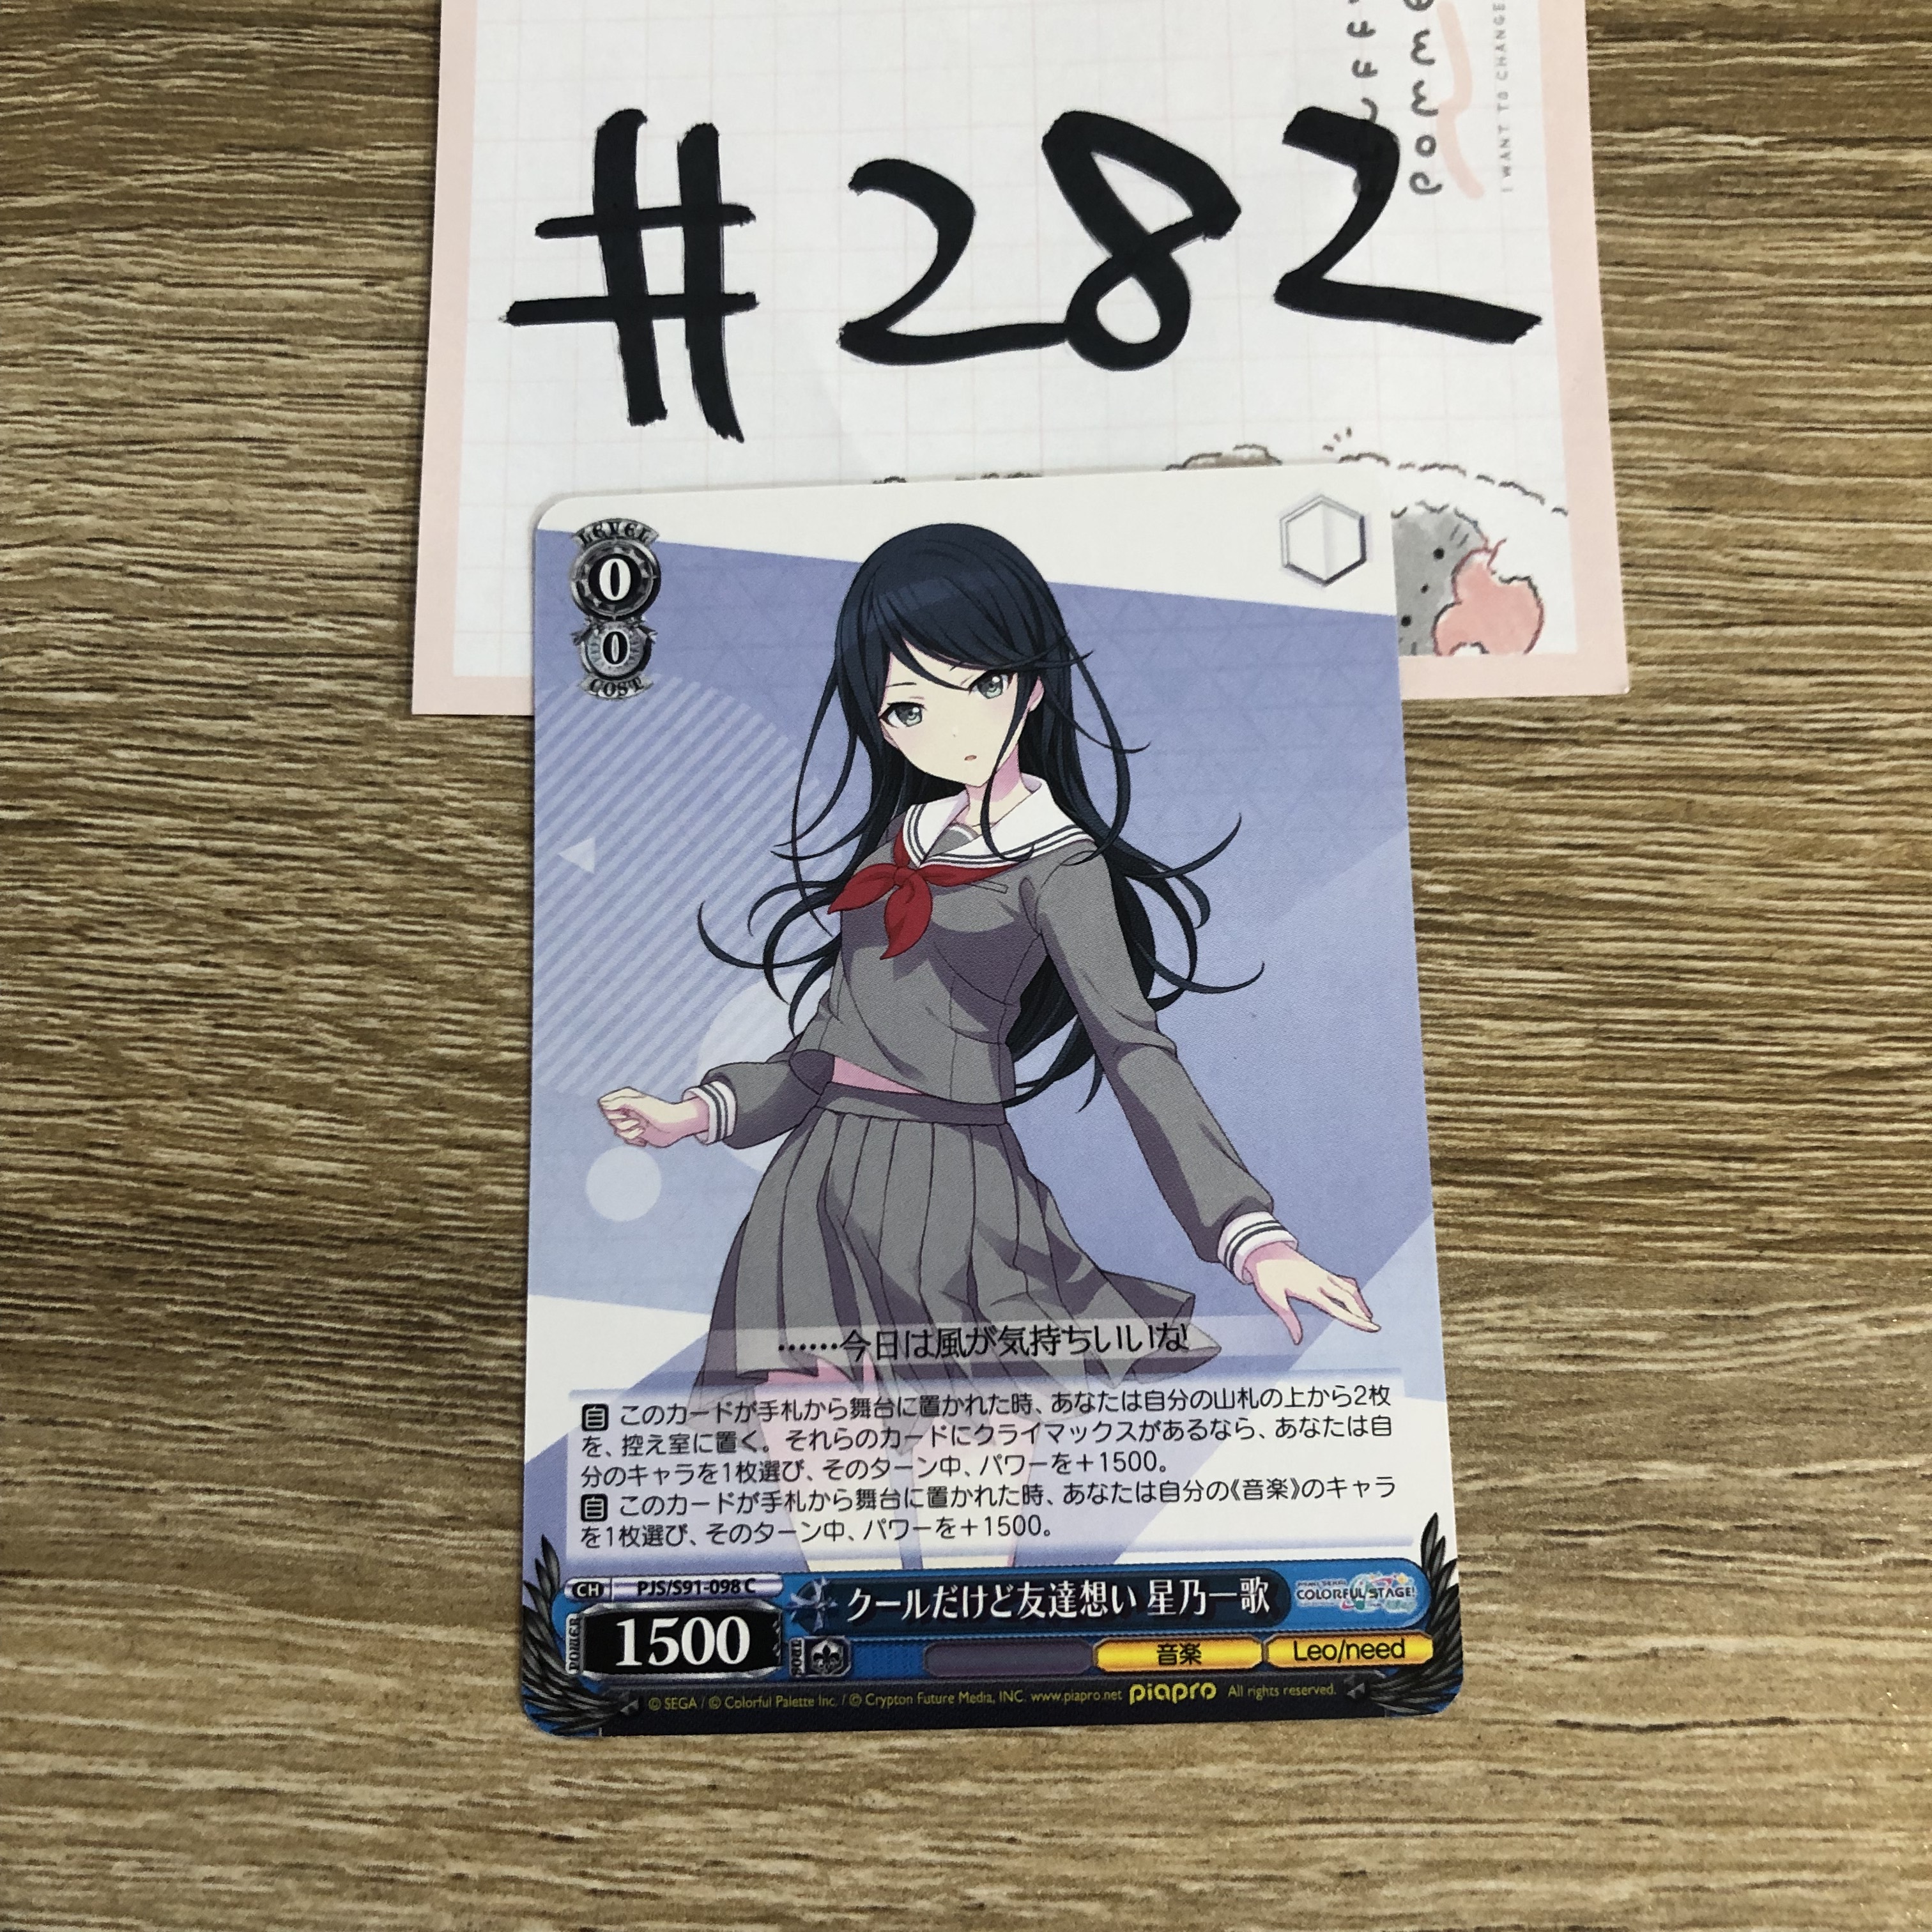 I WANT TO CHANGE
#282
LEVEL
0
0
COST
……今日は風が気持ちいいな
自 このカードが手札から舞台に置かれた時、あなたは自分の山札の上から2枚
を、控え室に置く。それらのカードにクライマックスがあるなら、あなたは自
分のキャラを1枚選び、そのターン中、パワーを＋1500。
自 このカードが手札から舞台に置かれた時、あなたは自分の《音楽》のキャラ
を1枚選び、そのターン中、パワーを＋1500。
CH PJS/S91-098 C
クールだけど友達想い 星乃一歌
COLORFUL STAGE!
POWER 1500 SOUL
音楽 Leo/need
© SEGA / © Colorful Palette Inc. / © Crypton Future Media, INC. www.piapro.net piapro All rights reserved.